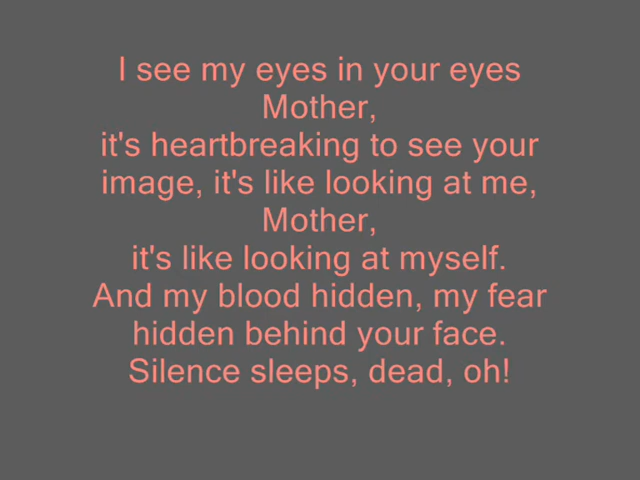 I see my eyes in your eyes
Mother,
it's heartbreaking to see your
image, it's like looking at me,
Mother,
it's like looking at myself.
And my blood hidden, my fear
hidden behind your face.
Silence sleeps, dead, oh!